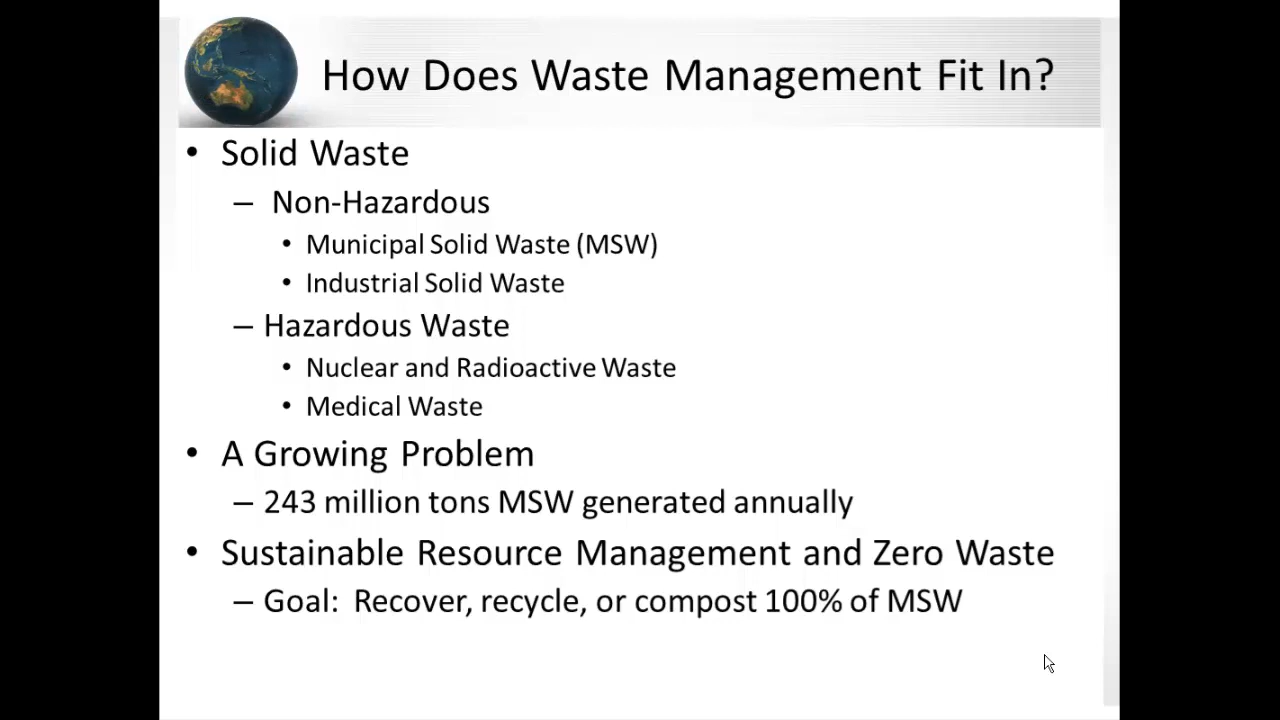 How Does Waste Management Fit In?
• Solid Waste
– Non-Hazardous
• Municipal Solid Waste (MSW)
• Industrial Solid Waste
– Hazardous Waste
• Nuclear and Radioactive Waste
• Medical Waste
• A Growing Problem
– 243 million tons MSW generated annually
• Sustainable Resource Management and Zero Waste
– Goal: Recover, recycle, or compost 100% of MSW